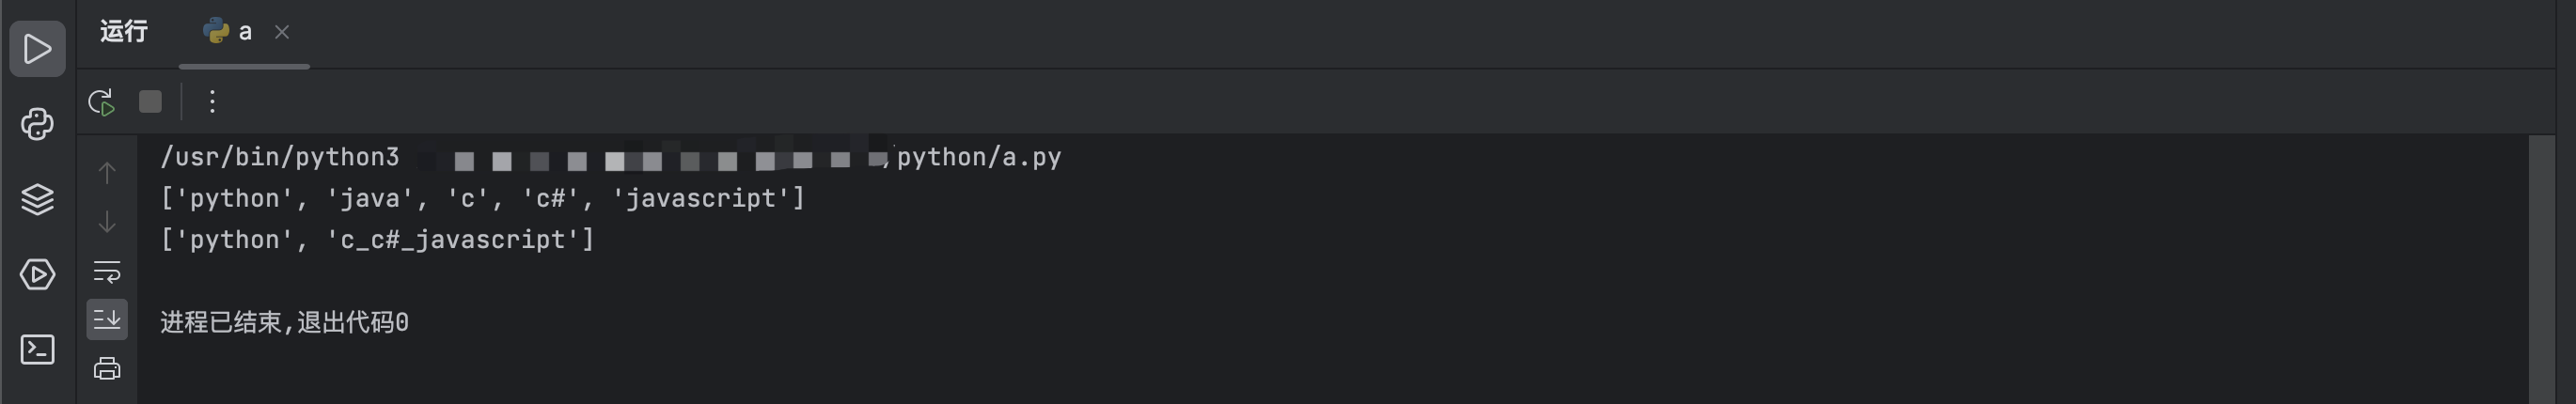 运行 a
/usr/bin/python3 /python/a.py
['python', 'java', 'c', 'c#', 'javascript']
['python', 'c_c#_javascript']
进程已结束,退出代码0